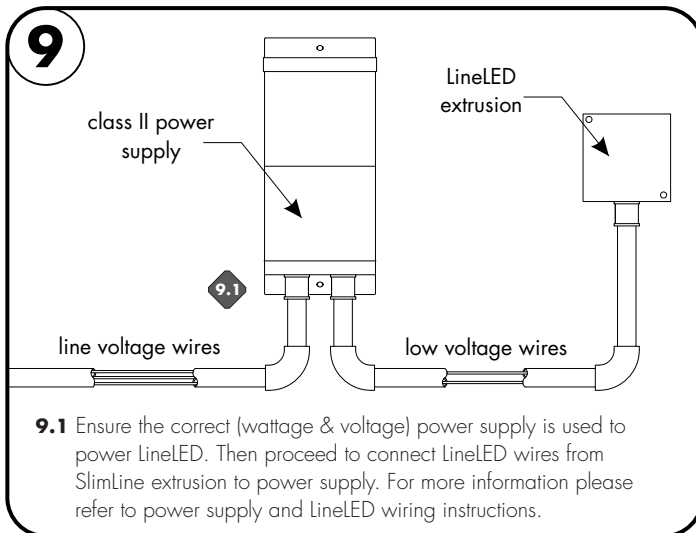 9
LineLED
extrusion
class II power
supply
9.1
line voltage wires
low voltage wires
9.1 Ensure the correct (wattage & voltage) power supply is used to
power LineLED. Then proceed to connect LineLED wires from
SlimLine extrusion to power supply. For more information please
refer to power supply and LineLED wiring instructions.